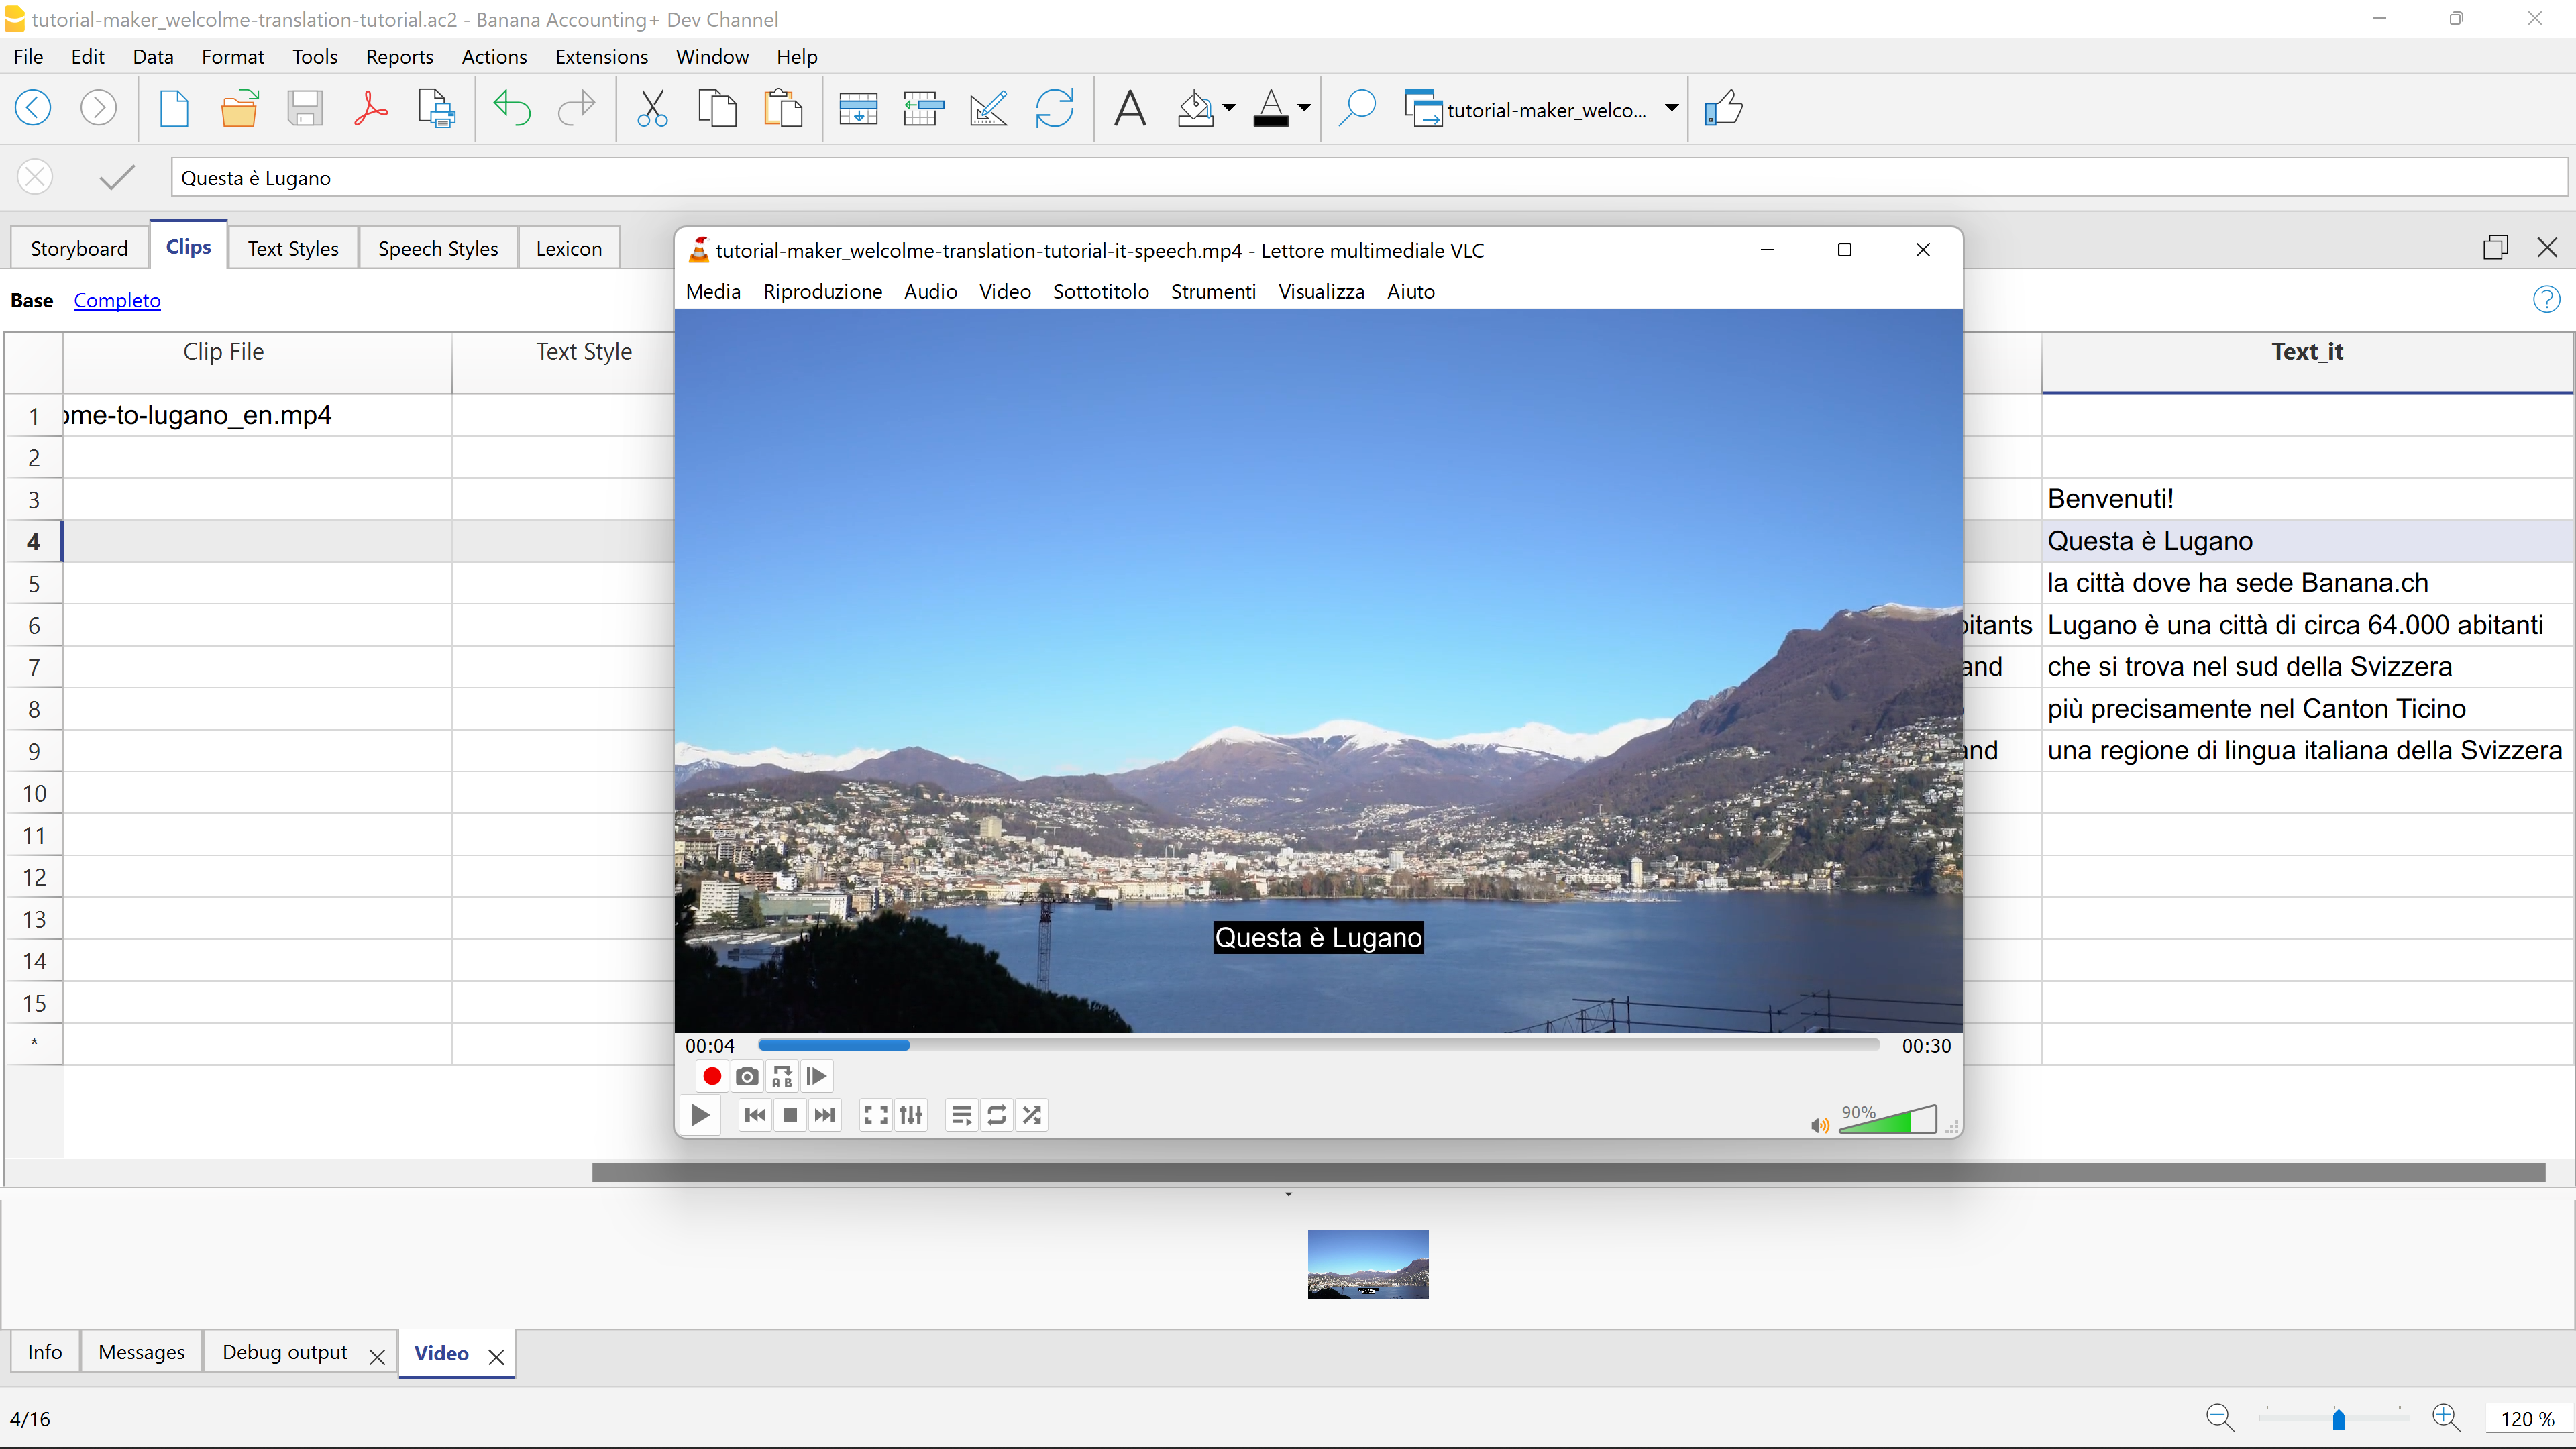 tutorial-maker_welcolme-translation-tutorial.ac2 - Banana Accounting+ Dev Channel
File Edit Data Format Tools Reports Actions Extensions Window Help
tutorial-maker_welco...
Questa è Lugano
Storyboard Clips Text Styles Speech Styles Lexicon
Base Completo
tutorial-maker_welcolme-translation-tutorial-it-speech.mp4 - Lettore multimediale VLC
Media Riproduzione Audio Video Sottotitolo Strumenti Visualizza Aiuto
Clip File Text Style Text_it
1 ome-to-lugano_en.mp4
2
3 Benvenuti!
4 Questa è Lugano
5 la città dove ha sede Banana.ch
6 bitants Lugano è una città di circa 64.000 abitanti
7 and che si trova nel sud della Svizzera
8 più precisamente nel Canton Ticino
9 and una regione di lingua italiana della Svizzera
10
11
12
13
14
15
*
Questa è Lugano
00:04 00:30
A B
90%
Info Messages Debug output Video
4/16 120 %